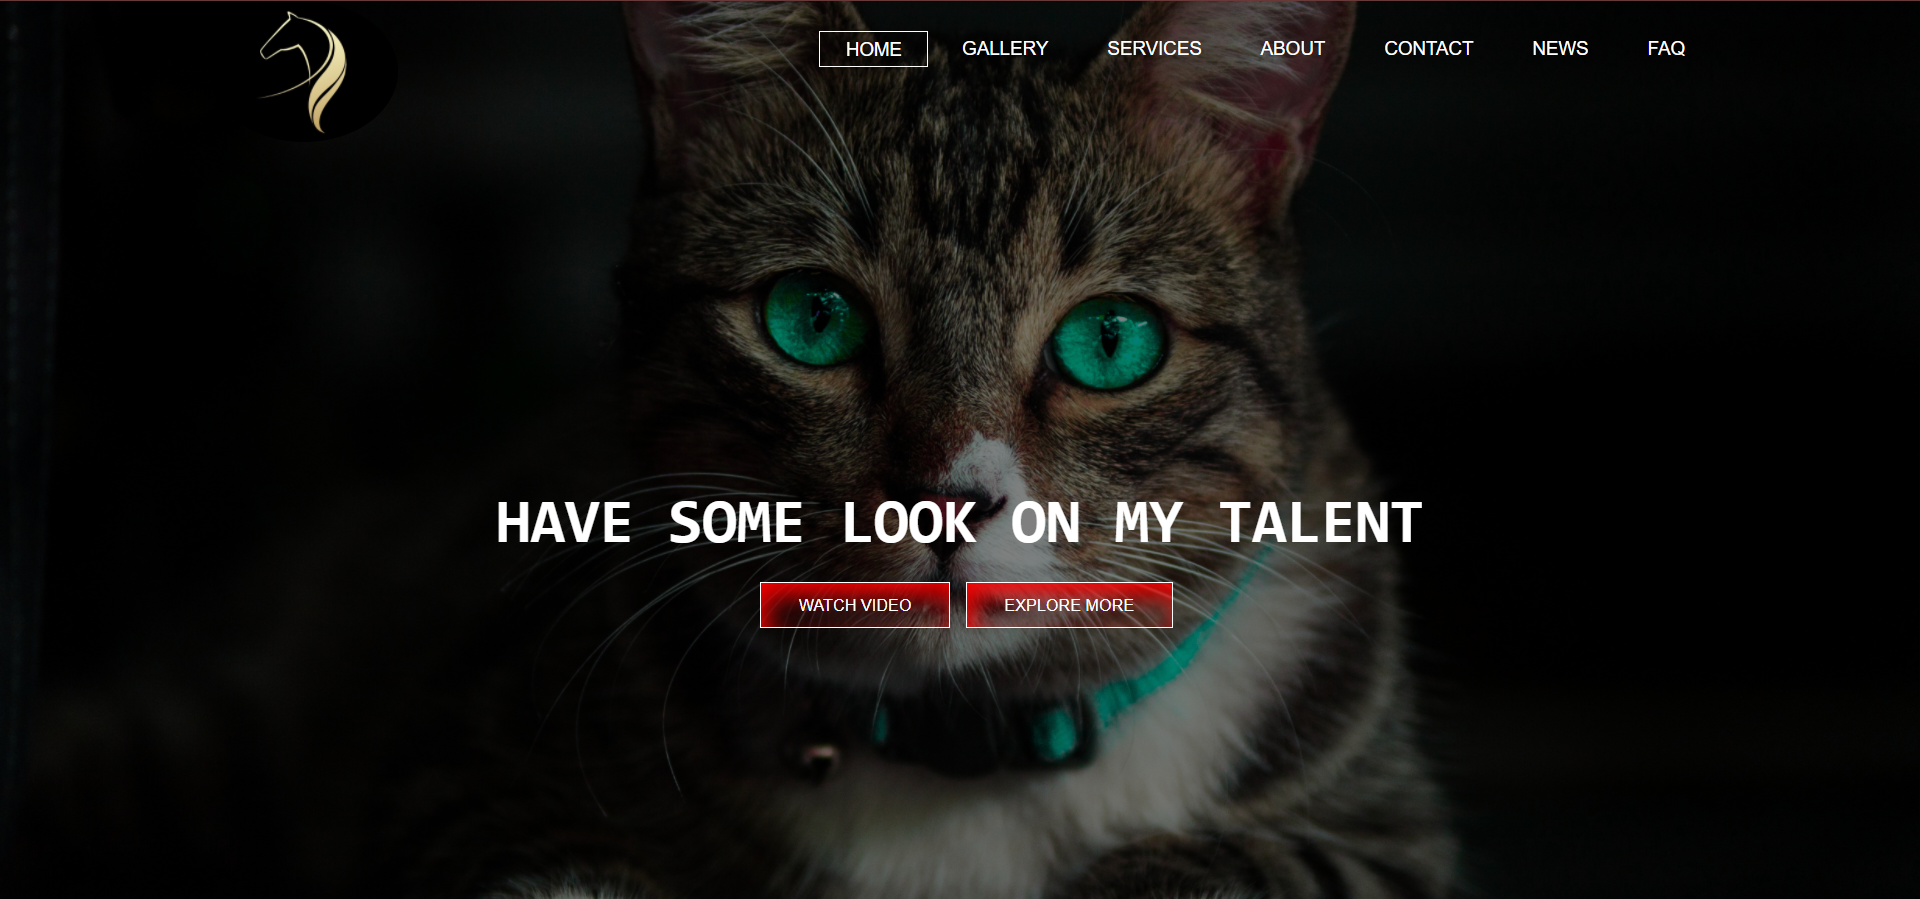 HOME GALLERY SERVICES ABOUT CONTACT NEWS FAQ
HAVE SOME LOOK ON MY TALENT
WATCH VIDEO EXPLORE MORE